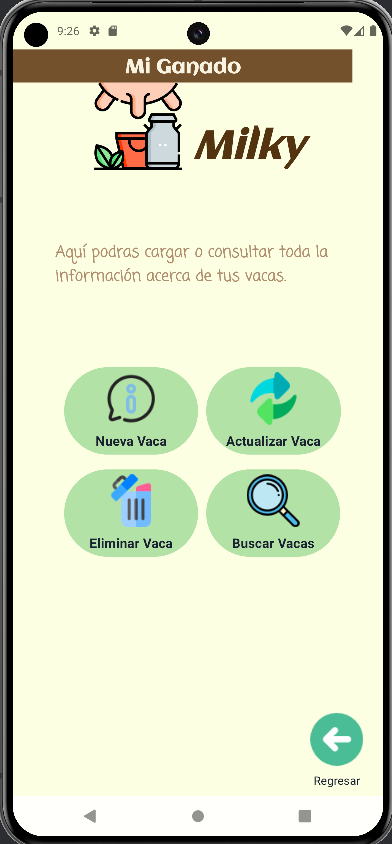 9:26
Mi Ganado
Milky
Aquí podras cargar o consultar toda la
información acerca de tus vacas.
Nueva Vaca
Actualizar Vaca
Eliminar Vaca
Buscar Vacas
Regresar